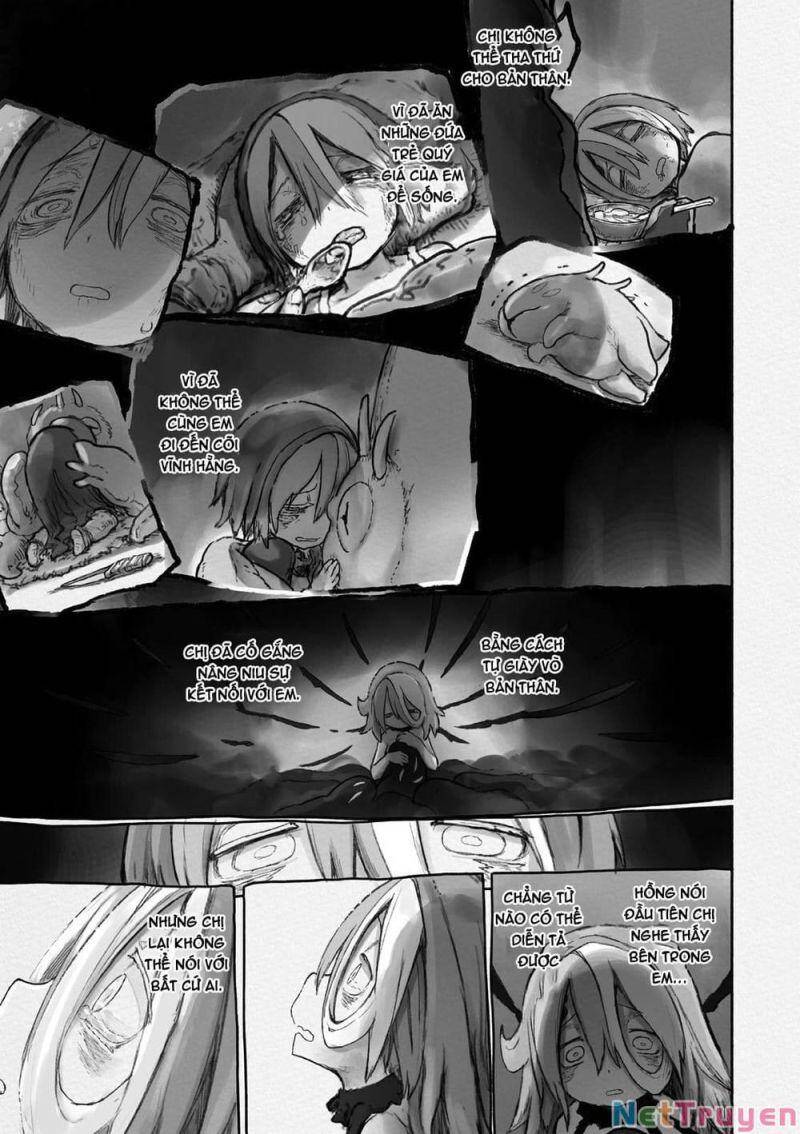 CHỊ KHÔNG
THỂ THA THỨ
CHO BẢN THÂN.
VÌ ĐÃ ĂN
NHỮNG ĐỨA
TRẺ QUÝ
GIÁ CỦA EM
ĐỂ SỐNG.
VÌ ĐÃ
KHÔNG THỂ
CÙNG EM
ĐI ĐẾN CÕI
VĨNH HẰNG.
BẰNG CÁCH
TỰ GIÀY VÒ
BẢN THÂN.
CHỊ ĐÃ CỐ GẮNG
NÂNG NIU SỰ
KẾT NỐI VỚI EM.
HỖNG NÓI
ĐẦU TIÊN CHỊ
NGHE THẤY
BÊN TRONG
EM...
CHẲNG TỪ
NÀO CÓ THỂ
DIỄN TẢ
ĐƯỢC
NHƯNG CHỊ
LẠI KHÔNG
THỂ NÓI VỚI
BẤT CỨ AI.
NetTruyen